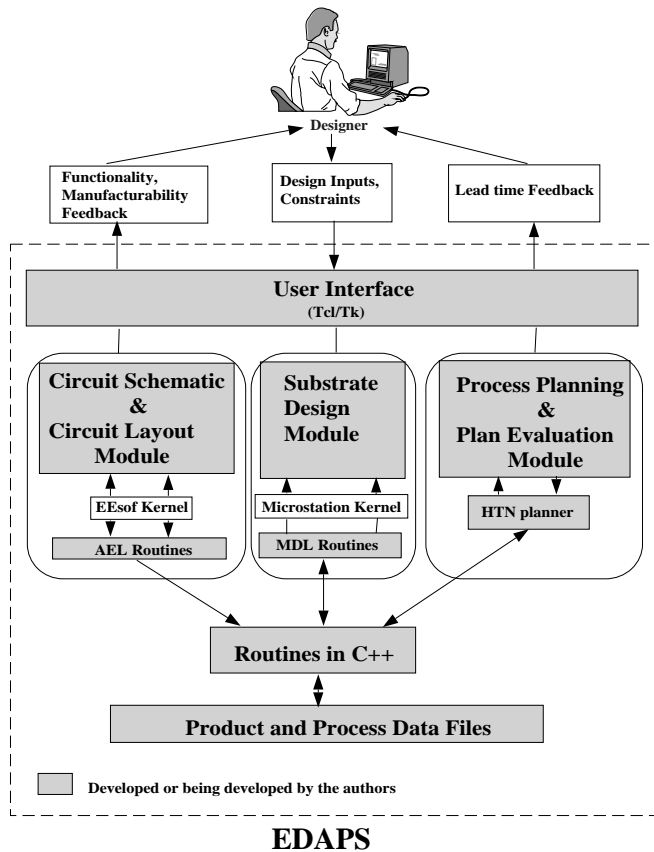 Designer
Functionality,
Manufacturability
Feedback
Design Inputs,
Constraints
Lead time Feedback
User Interface
(Tcl/Tk)
Circuit Schematic
&
Circuit Layout
Module
Substrate
Design
Module
Process Planning
&
Plan Evaluation
Module
EEsof Kernel
Microstation Kernel
HTN planner
AEL Routines
MDL Routines
Routines in C++
Product and Process Data Files
Developed or being developed by the authors
EDAPS